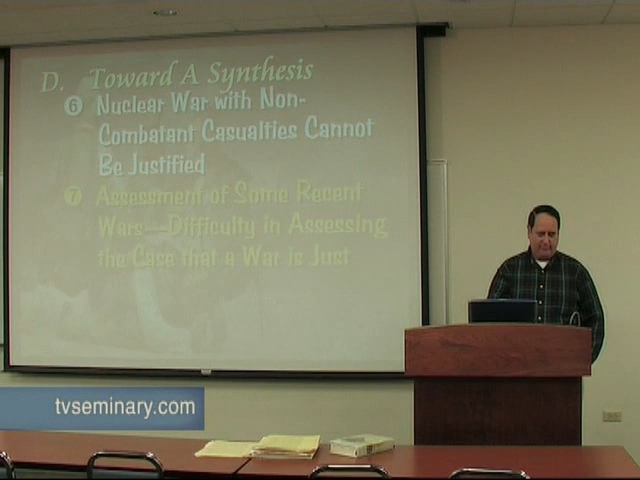 D. Toward A Synthesis
6 Nuclear War with Non-
Combatant Casualties Cannot
Be Justified
7 Assessment of Some Recent
Wars—Difficulty in Assessing
the Case that a War is Just
tvseminary.com